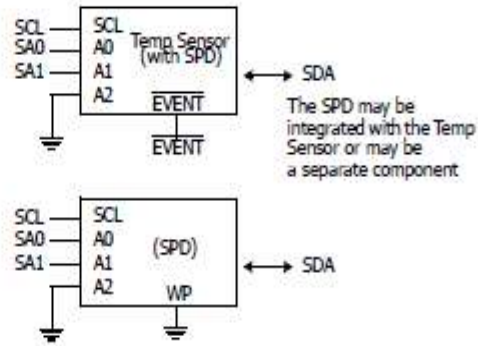 SCL SCL
SA0 A0 Temp Sensor
(with SPD)
SA1 A1
SDA
A2
EVENT
EVENT
The SPD may be
integrated with the Temp
Sensor or may be
a separate component
SCL SCL
SA0 A0
(SPD)
SA1 A1
SDA
A2
WP